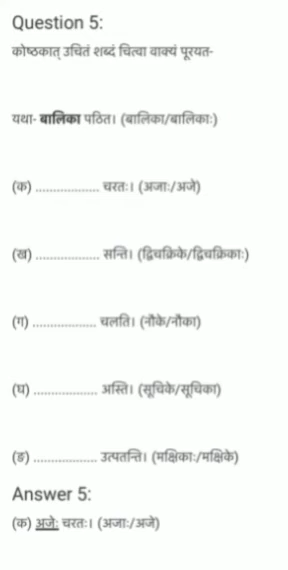 Question 5:
कोष्ठकात् उचितं शब्दं चित्वा वाक्यं पूरयत-
यथा- बालिका पठित। (बालिका/बालिका:)
(क) .................. चरत:। (अजा:/अजे)
(ख) .................. सन्ति। (द्विचक्रिके/द्विचक्रिका:)
(ग) .................. चलति। (नौके/नौका)
(घ) .................. अस्ति। (सूचिके/सूचिका)
(ङ) .................. उत्पतन्ति। (मक्षिका:/मक्षिके)
Answer 5:
(क) अजे: चरत:। (अजा:/अजे)